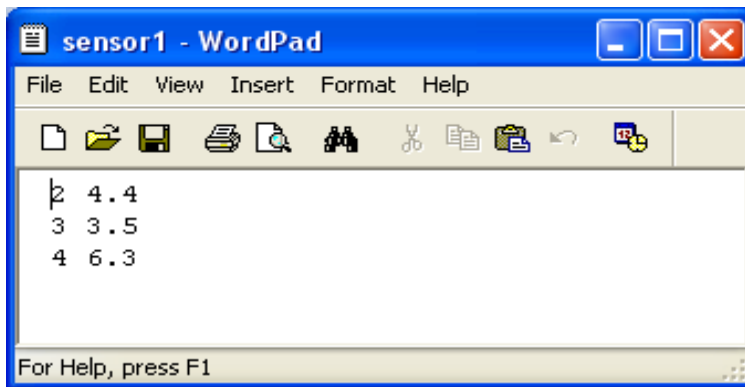 sensor1 - WordPad
File Edit View Insert Format Help
2 4.4
3 3.5
4 6.3
For Help, press F1